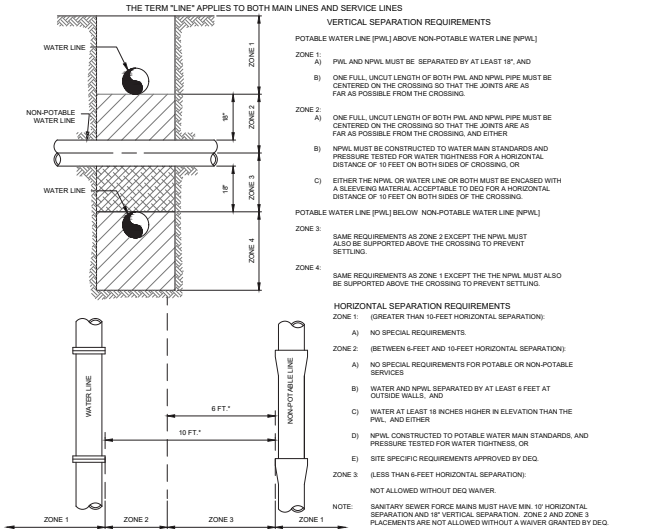 THE TERM "LINE" APPLIES TO BOTH MAIN LINES AND SERVICE LINES
WATER LINE
NON-POTABLE
WATER LINE
WATER LINE
ZONE 1
18"
ZONE 2
18"
ZONE 3
ZONE 4
VERTICAL SEPARATION REQUIREMENTS
POTABLE WATER LINE [PWL] ABOVE NON-POTABLE WATER LINE [NPWL]
ZONE 1:
A) PWL AND NPWL MUST BE SEPARATED BY AT LEAST 18", AND
B) ONE FULL, UNCUT LENGTH OF BOTH PWL AND NPWL PIPE MUST BE
CENTERED ON THE CROSSING SO THAT THE JOINTS ARE AS
FAR AS POSSIBLE FROM THE CROSSING.
ZONE 2:
A) ONE FULL, UNCUT LENGTH OF BOTH PWL AND NPWL PIPE MUST BE
CENTERED ON THE CROSSING SO THAT THE JOINTS ARE AS
FAR AS POSSIBLE FROM THE CROSSING, AND EITHER
B) NPWL MUST BE CONSTRUCTED TO WATER MAIN STANDARDS AND
PRESSURE TESTED FOR WATER TIGHTNESS FOR A HORIZONTAL
DISTANCE OF 10 FEET ON BOTH SIDES OF CROSSING, OR
C) EITHER THE NPWL OR WATER LINE OR BOTH MUST BE ENCASED WITH
A SLEEVEING MATERIAL ACCEPTABLE TO DEQ FOR A HORIZONTAL
DISTANCE OF 10 FEET ON BOTH SIDES OF THE CROSSING.
POTABLE WATER LINE [PWL] BELOW NON-POTABLE WATER LINE [NPWL]
ZONE 3:
SAME REQUIREMENTS AS ZONE 2 EXCEPT THE NPWL MUST
ALSO BE SUPPORTED ABOVE THE CROSSING TO PREVENT
SETTLING.
ZONE 4:
SAME REQUIREMENTS AS ZONE 1 EXCEPT THE THE NPWL MUST ALSO
BE SUPPORTED ABOVE THE CROSSING TO PREVENT SETTLING.
WATER LINE
6 FT.*
10 FT.*
NON-POTABLE LINE
ZONE 1 ZONE 2 ZONE 3 ZONE 1
HORIZONTAL SEPARATION REQUIREMENTS
ZONE 1: (GREATER THAN 10-FEET HORIZONTAL SEPARATION):
A) NO SPECIAL REQUIREMENTS.
ZONE 2: (BETWEEN 6-FEET AND 10-FEET HORIZONTAL SEPARATION):
A) NO SPECIAL REQUIREMENTS FOR POTABLE OR NON-POTABLE
SERVICES
B) WATER AND NPWL SEPARATED BY AT LEAST 6 FEET AT
OUTSIDE WALLS, AND
C) WATER AT LEAST 18 INCHES HIGHER IN ELEVATION THAN THE
PWL, AND EITHER
D) NPWL CONSTRUCTED TO POTABLE WATER MAIN STANDARDS, AND
PRESSURE TESTED FOR WATER TIGHTNESS, OR
E) SITE SPECIFIC REQUIREMENTS APPROVED BY DEQ.
ZONE 3: (LESS THAN 6-FEET HORIZONTAL SEPARATION):
NOT ALLOWED WITHOUT DEQ WAIVER.
NOTE: SANITARY SEWER FORCE MAINS MUST HAVE MIN. 10' HORIZONTAL
SEPARATION AND 18" VERTICAL SEPARATION. ZONE 2 AND ZONE 3
PLACEMENTS ARE NOT ALLOWED WITHOUT A WAIVER GRANTED BY DEQ.